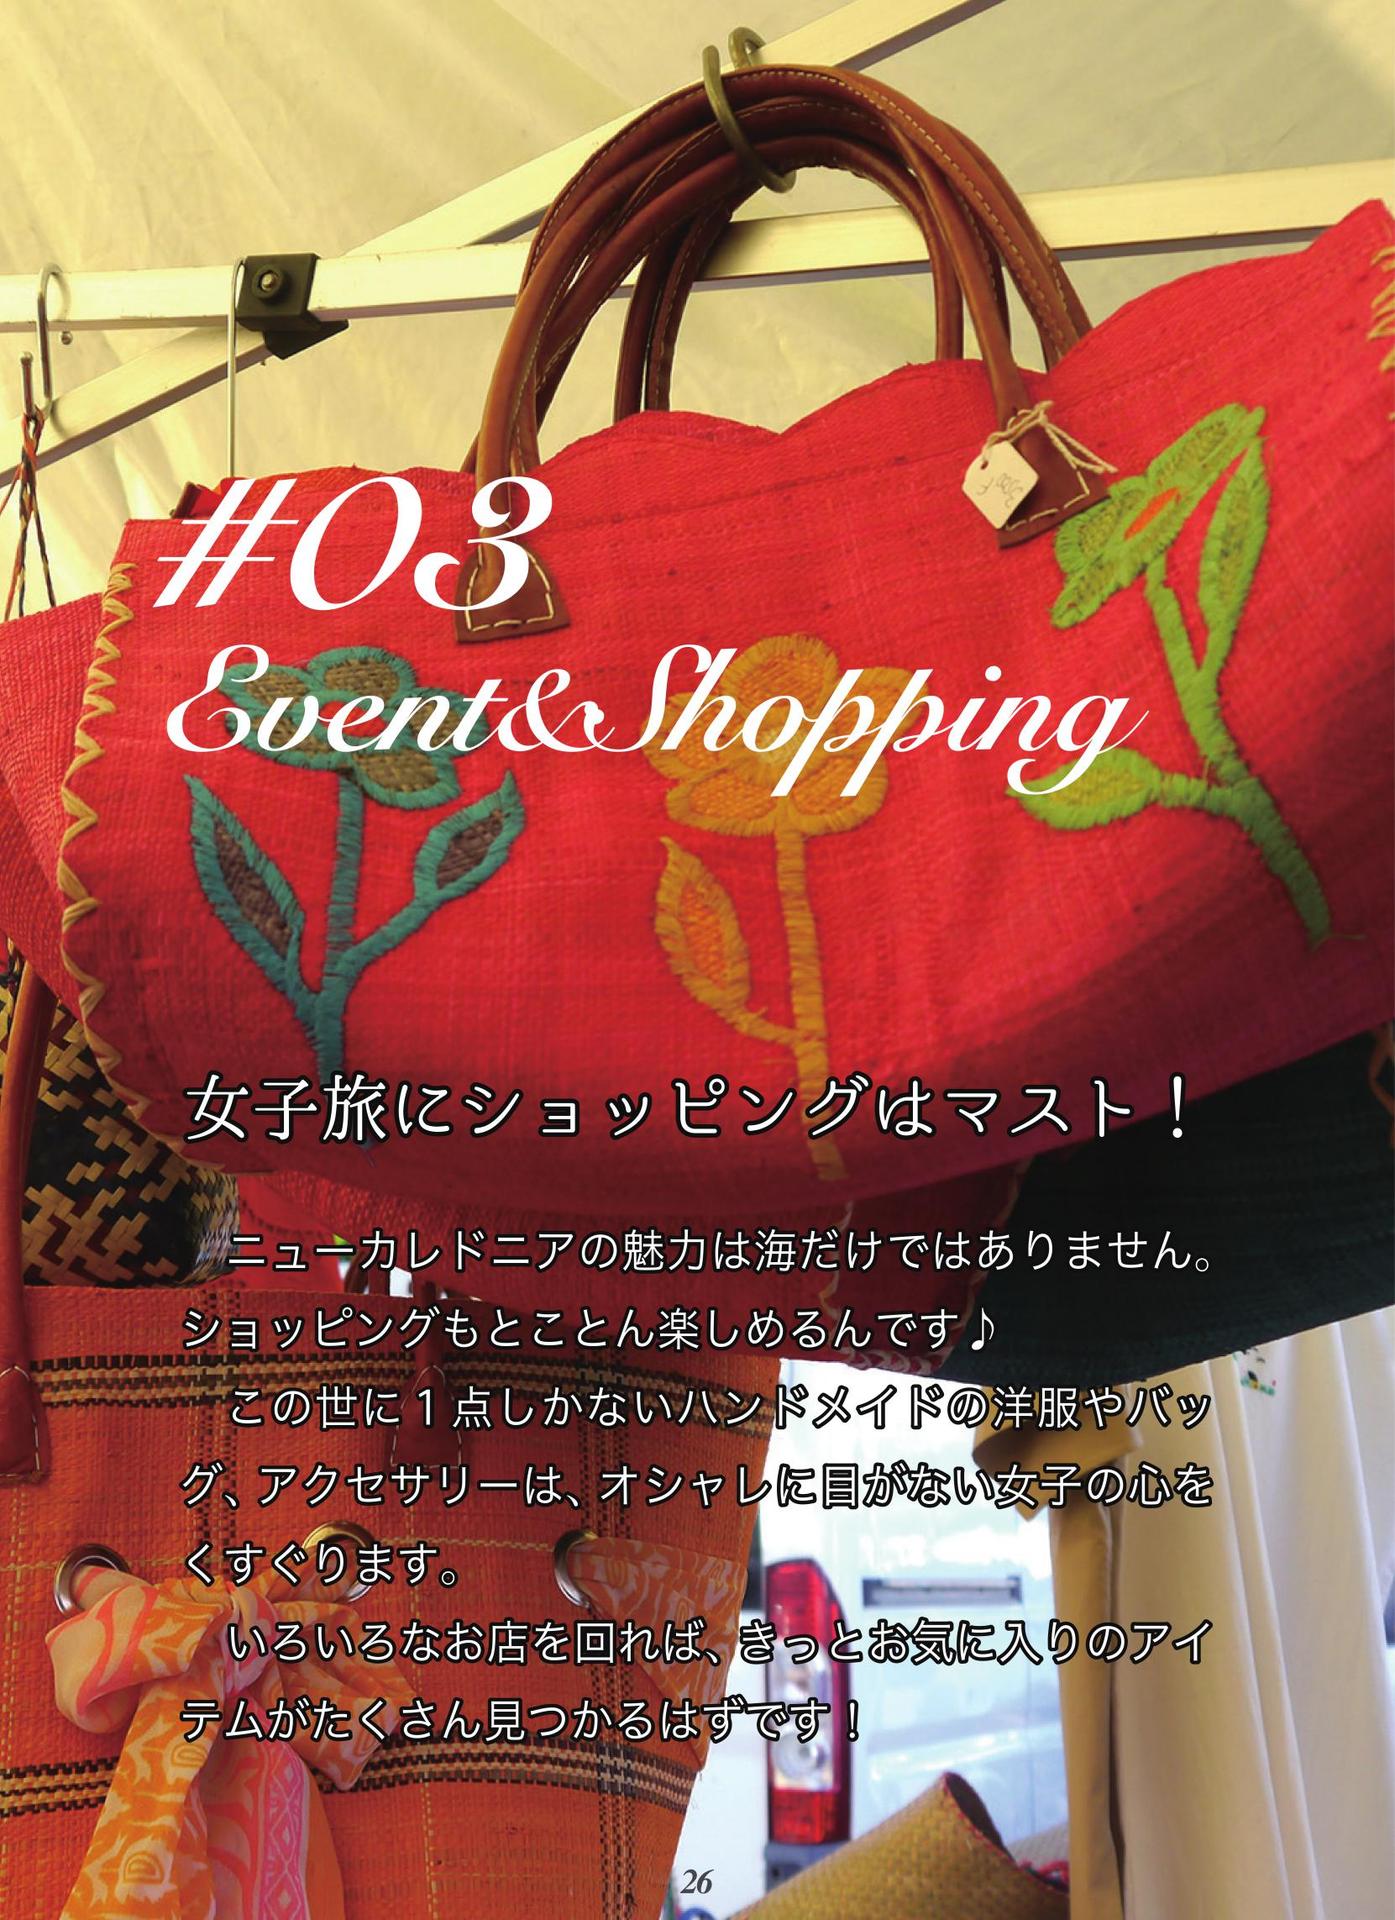 #03
Event&Shopping
女子旅にショッピングはマスト！
　ニューカレドニアの魅力は海だけではありません。
ショッピングもとことん楽しめるんです♪
　この世に１点しかないハンドメイドの洋服やバッ
グ、アクセサリーは、オシャレに目がない女子の心を
くすぐります。
　いろいろなお店を回れば、きっとお気に入りのアイ
テムがたくさん見つかるはずです！
26